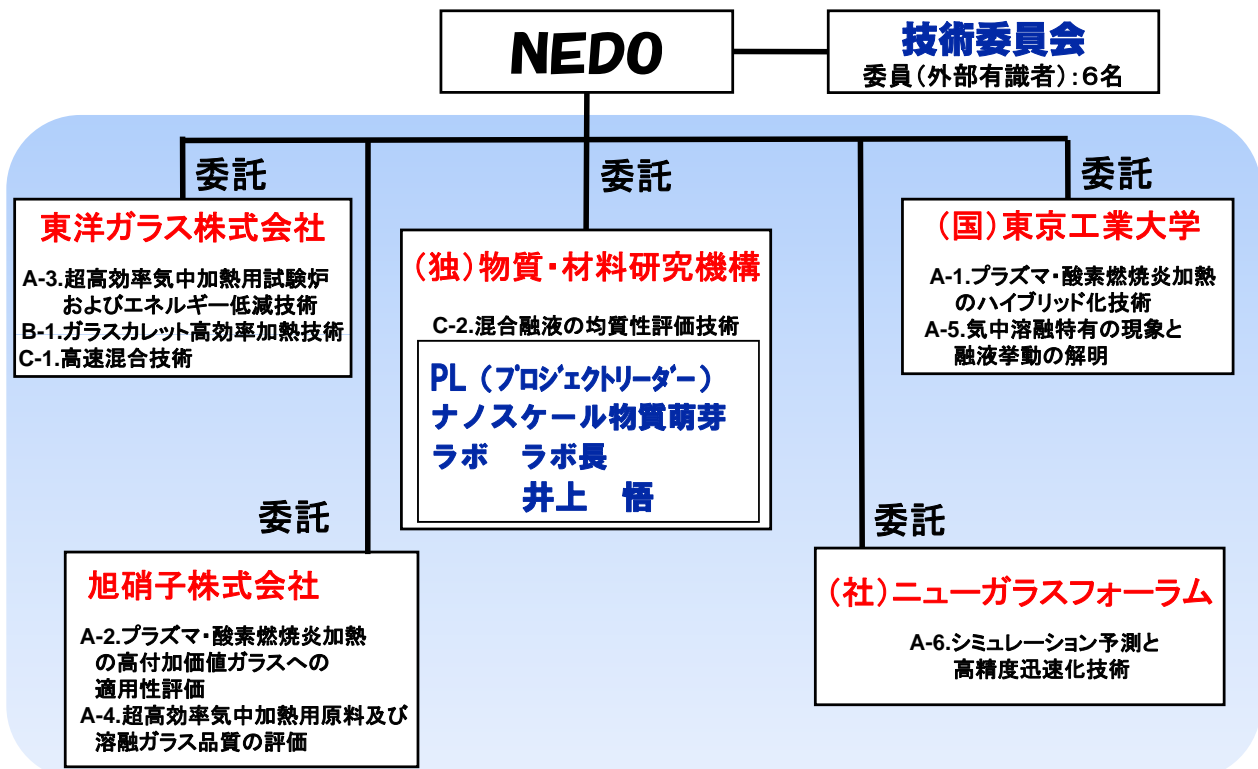 NEDO
技術委員会
委員(外部有識者):6名
委託
東洋ガラス株式会社
A-3.超高効率気中加熱用試験炉
およびエネルギー低減技術
B-1.ガラスカレット高効率加熱技術
C-1.高速混合技術
委託
(独)物質・材料研究機構
C-2.混合融液の均質性評価技術
PL(プロジェクトリーダー)
ナノスケール物質萌芽
ラボ ラボ長
井上 悟
委託
(国)東京工業大学
A-1.プラズマ・酸素燃焼炎加熱
のハイブリッド化技術
A-5.気中溶融特有の現象と
融液挙動の解明
委託
旭硝子株式会社
A-2.プラズマ・酸素燃焼炎加熱
の高付加価値ガラスへの
適用性評価
A-4.超高効率気中加熱用原料及び
溶融ガラス品質の評価
委託
(社)ニューガラスフォーラム
A-6.シミュレーション予測と
高精度迅速化技術